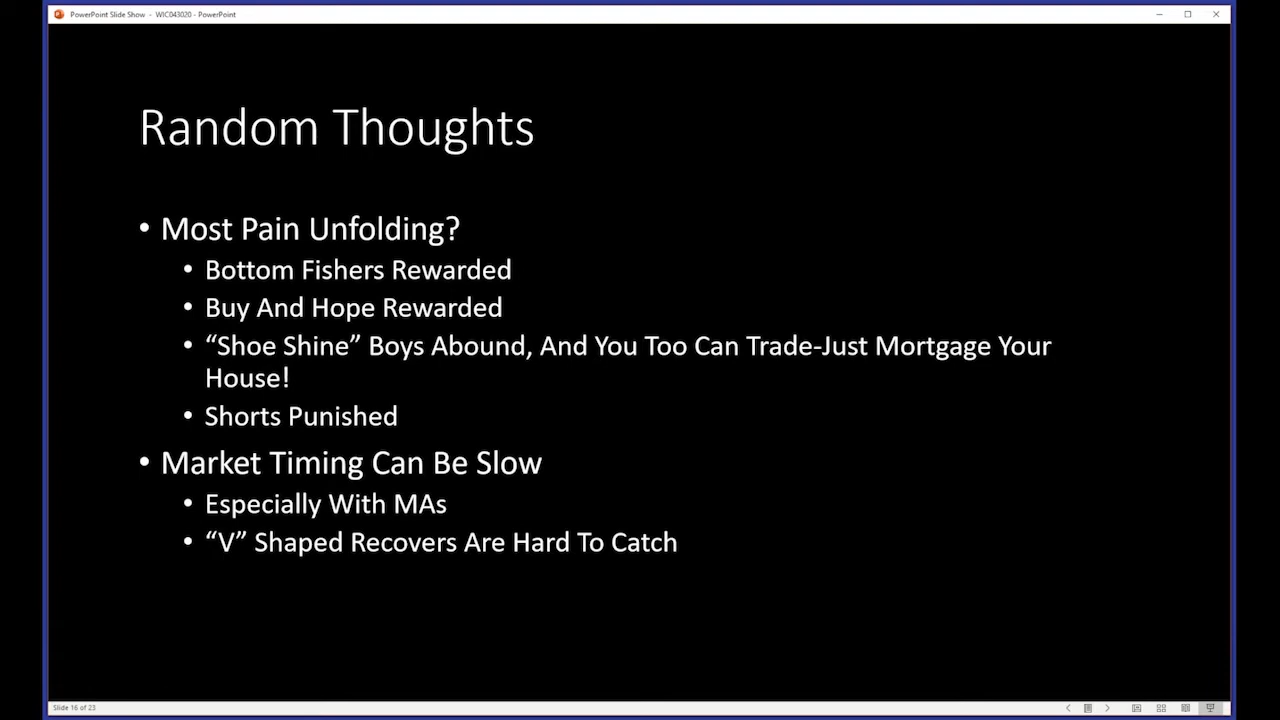 PowerPoint Slide Show - WIC043020 - PowerPoint
Random Thoughts
• Most Pain Unfolding?
• Bottom Fishers Rewarded
• Buy And Hope Rewarded
• “Shoe Shine” Boys Abound, And You Too Can Trade-Just Mortgage Your
House!
• Shorts Punished
• Market Timing Can Be Slow
• Especially With MAs
• “V” Shaped Recovers Are Hard To Catch
Slide 16 of 23